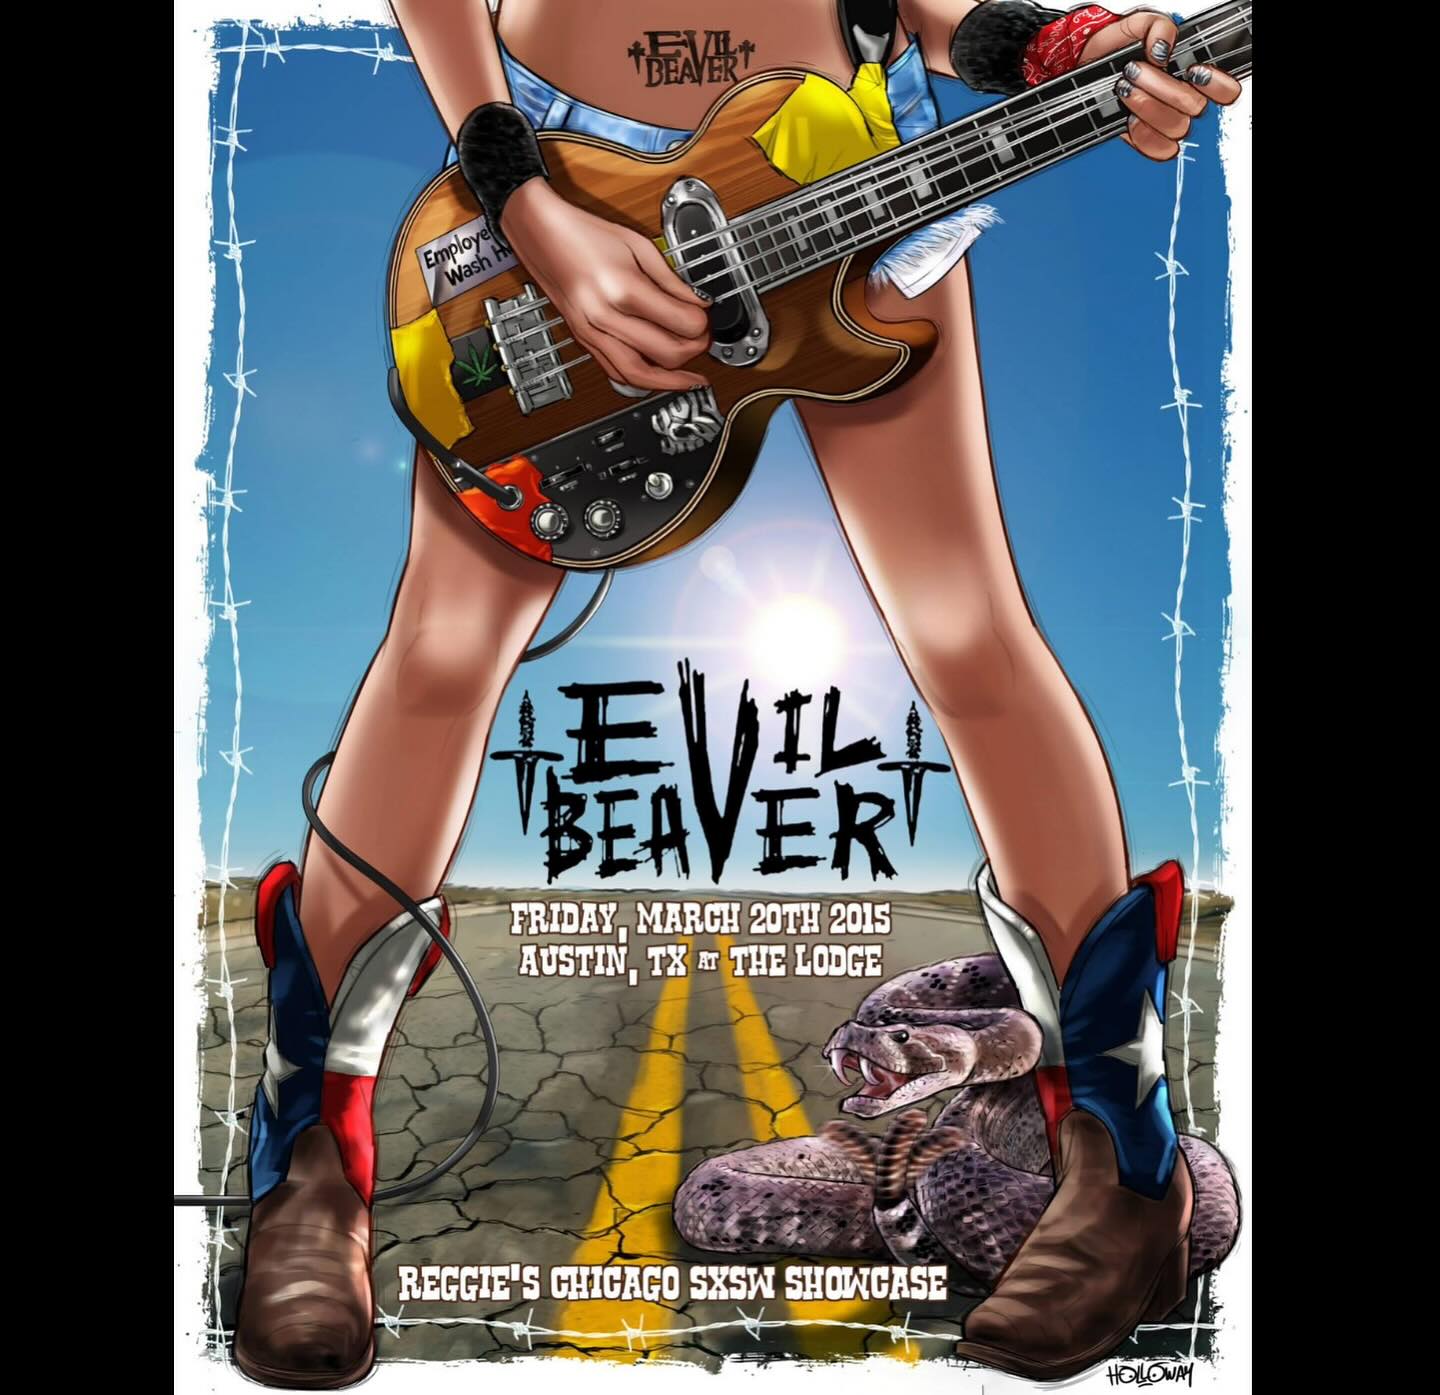 EVIL
BEAVER
Employe
Wash H
EVIL
BEAVER
FRIDAY, MARCH 20TH 2015
AUSTIN, TX AT THE LODGE
REGGIE'S CHICAGO SXSW SHOWCASE
HOLLOWAY